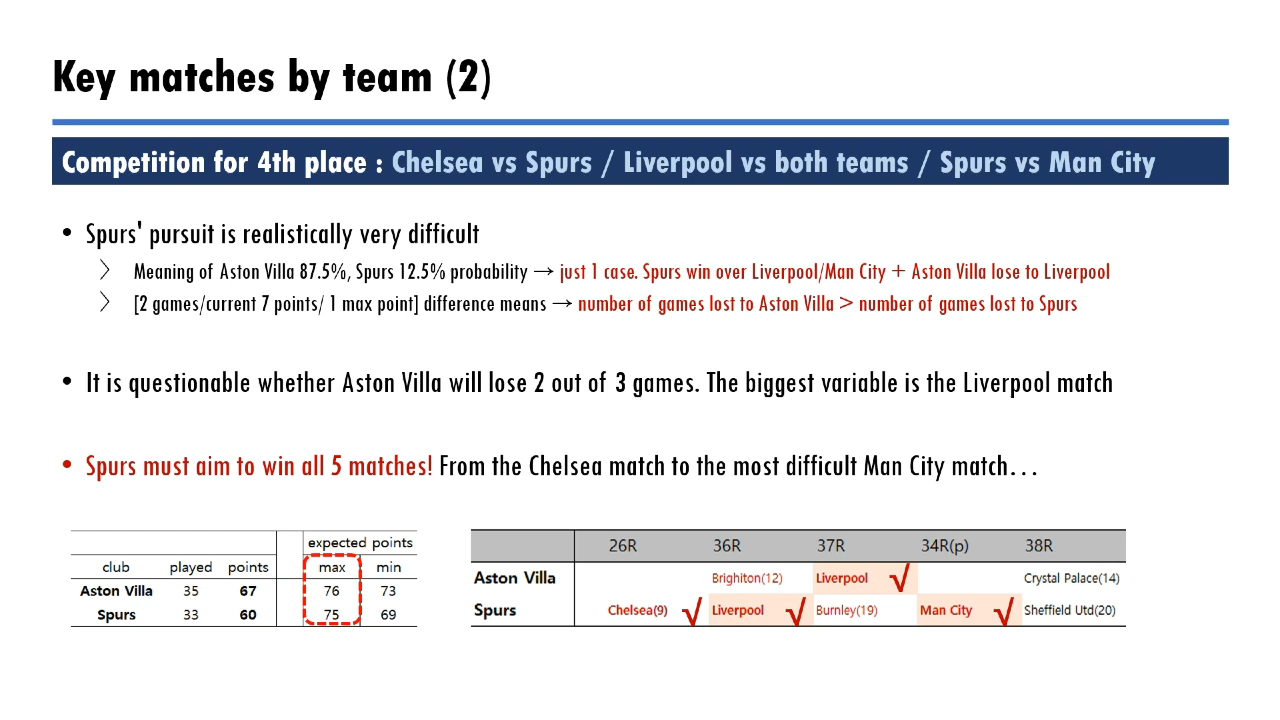 Key matches by team (2)
Competition for 4th place : Chelsea vs Spurs / Liverpool vs both teams / Spurs vs Man City
• Spurs' pursuit is realistically very difficult
Meaning of Aston Villa 87.5%, Spurs 12.5% probability → just 1 case. Spurs win over Liverpool/Man City + Aston Villa lose to Liverpool
[2 games/current 7 points/ 1 max point] difference means → number of games lost to Aston Villa > number of games lost to Spurs
• It is questionable whether Aston Villa will lose 2 out of 3 games. The biggest variable is the Liverpool match
• Spurs must aim to win all 5 matches! From the Chelsea match to the most difficult Man City match…
expected points
club played points max min
Aston Villa 35 67 76 73
Spurs 33 60 75 69
26R 36R 37R 34R(p) 38R
Aston Villa Brighiton(12) Liverpool √ Crystal Palace(14)
Spurs Chelsea(9) √ Liverpool √ Burnley(19) Man City √ Sheffield Utd(20)